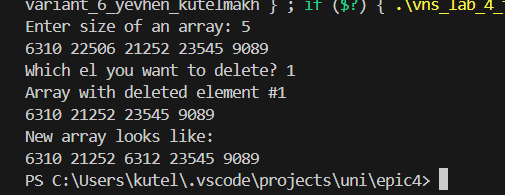 variant_6_yevhen_kutelmakh } ; if ($?) { .\vns_lab_4_
Enter size of an array: 5
6310 22506 21252 23545 9089
Which el you want to delete? 1
Array with deleted element #1
6310 21252 23545 9089
New array looks like:
6310 21252 6312 23545 9089
PS C:\Users\kutel\.vscode\projects\uni\epic4>